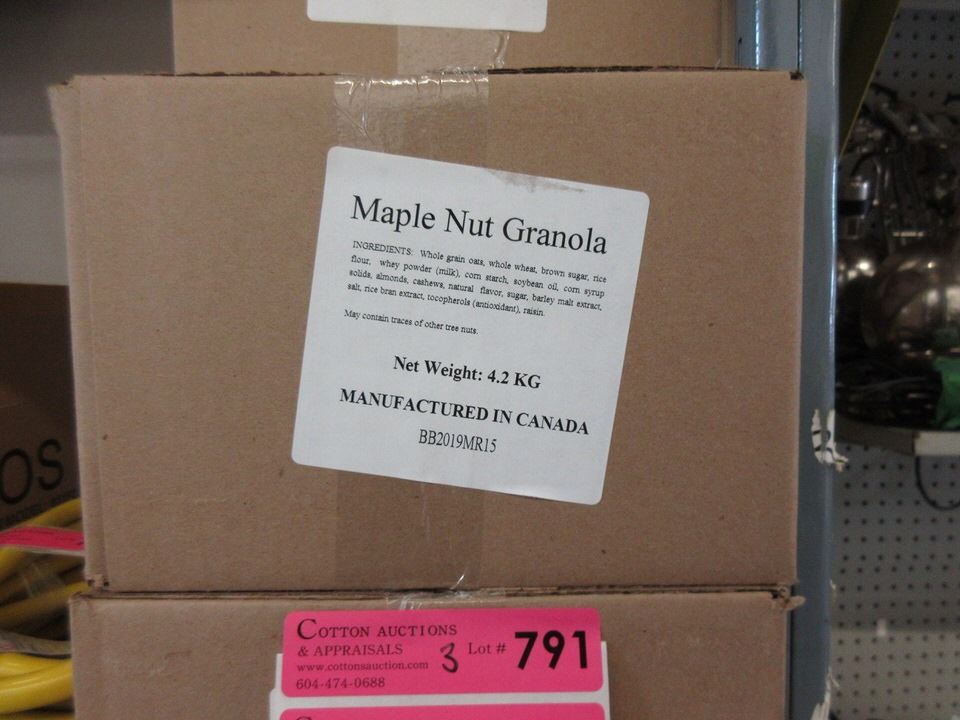 Maple Nut Granola
INGREDIENTS: Whole grain oats, whole wheat, brown sugar, rice
flour, whey powder (milk), corn starch, soybean oil, corn syrup
solids, almonds, cashews, natural flavor, sugar, barley malt extract,
salt, rice bran extract, tocopherols (antioxidant), raisin.
May contain traces of other tree nuts.
Net Weight: 4.2 KG
MANUFACTURED IN CANADA
BB2019MR15
OS
COTTON AUCTIONS
& APPRAISALS
www.cottonsauction.com
604-474-0688
3 Lot # 791